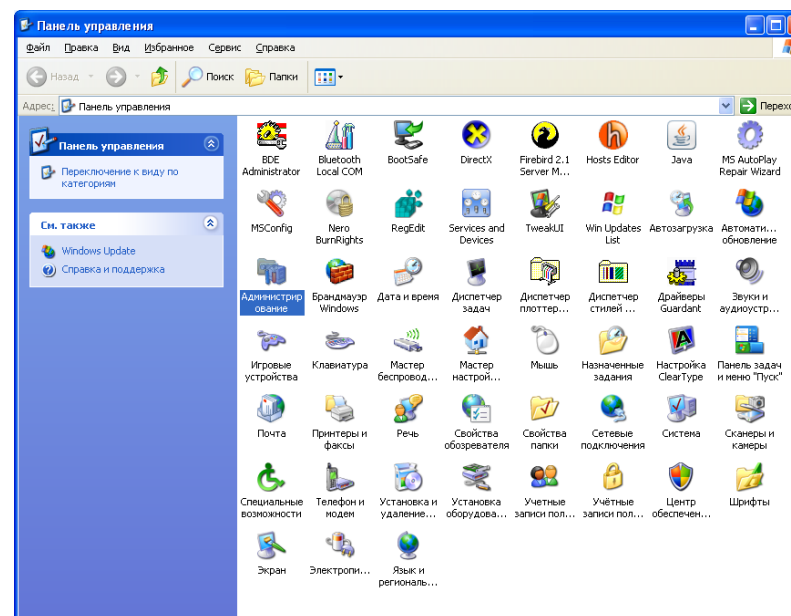 Панель управления
Файл Правка Вид Избранное Сервис Справка
Назад Поиск Папки
Адрес: Панель управления Перехо
Панель управления
Переключение к виду по
категориям
См. также
Windows Update
Справка и поддержка
BDE
Administrator
Bluetooth
Local COM
BootSafe
DirectX
Firebird 2.1
Server M...
Hosts Editor
Java
MS AutoPlay
Repair Wizard
MSConfig
Nero
BurnRights
RegEdit
Services and
Devices
TweakUI
Win Updates
List
Автозагрузка
Автомати...
обновление
Администрир
ование
Брандмауэр
Windows
Дата и время
Диспетчер
задач
Диспетчер
плоттер...
Диспетчер
стилей ...
Драйверы
Guardant
Звуки и
аудиоустр...
Игровые
устройства
Клавиатура
Мастер
беспровод...
Мастер
настрой...
Мышь
Назначенные
задания
Настройка
ClearType
Панель задач
и меню "Пуск"
Почта
Принтеры и
факсы
Речь
Свойства
обозревателя
Свойства
папки
Сетевые
подключения
Система
Сканеры и
камеры
Специальные
возможности
Телефон и
модем
Установка и
удаление...
Установка
оборудова...
Учетные
записи пол...
Учётные
записи пол...
Центр
обеспечен...
Шрифты
Экран
Электропи...
Язык и
региональ...